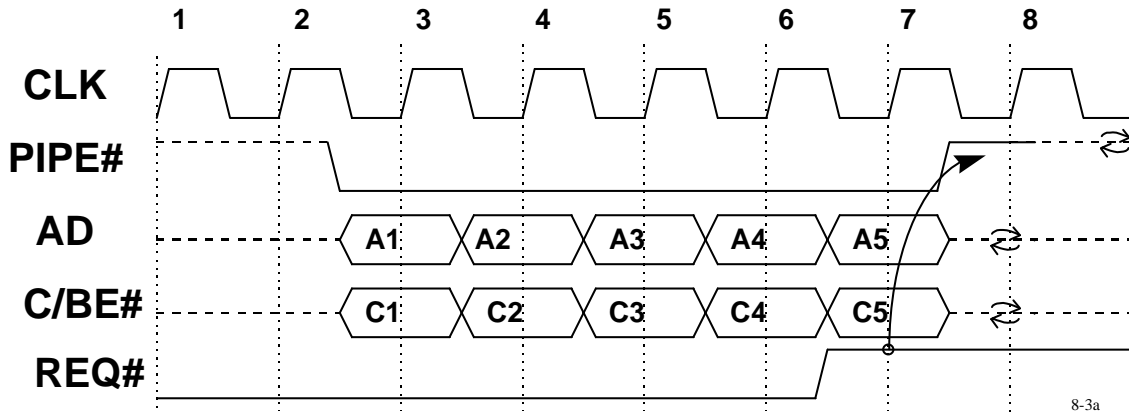 1 2 3 4 5 6 7 8
CLK
PIPE#
AD A1 A2 A3 A4 A5
C/BE# C1 C2 C3 C4 C5
REQ#
8-3a